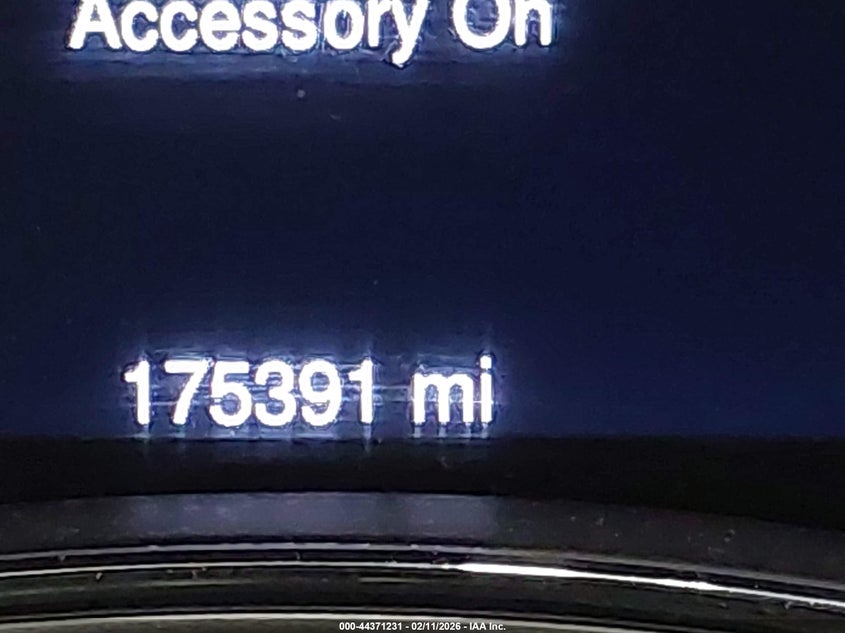 Accessory On
175391 mi
000-44371231 - 02/11/2026 - IAA Inc.